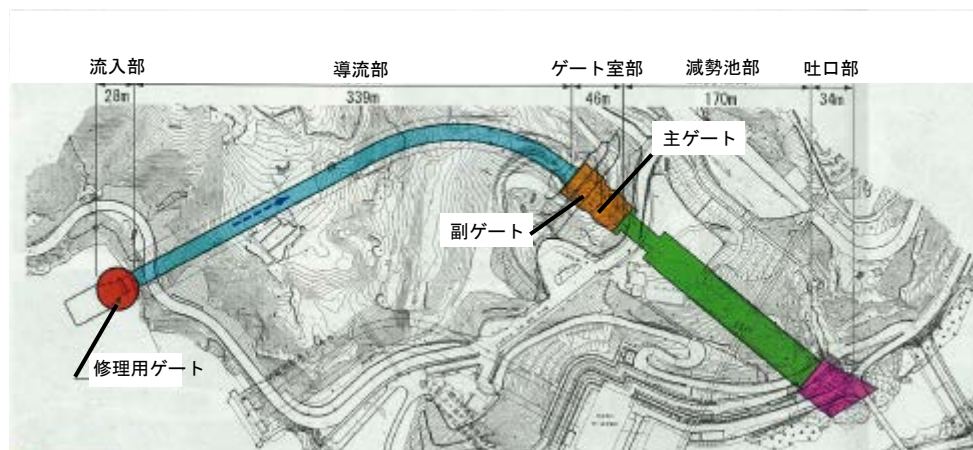 流入部
導流部
ゲート室部
減勢池部
吐口部
28m
339m
46m
170m
34m
主ゲート
副ゲート
修理用ゲート